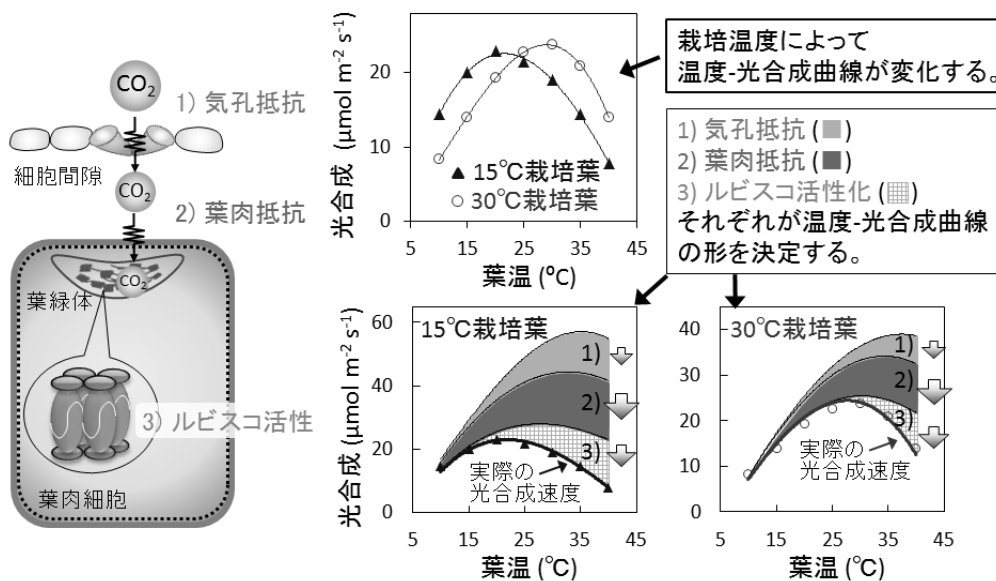 CO₂
1) 気孔抵抗
細胞間隙
CO₂
2) 葉肉抵抗
CO₂
葉緑体
3) ルビスコ活性
葉肉細胞
光合成 (μmol m⁻² s⁻¹)
20
10
0
▲ 15℃栽培葉
○ 30℃栽培葉
5 15 25 35 45
葉温 (℃)
栽培温度によって
温度-光合成曲線が変化する。
1) 気孔抵抗 (■)
2) 葉肉抵抗 (■)
3) ルビスコ活性化 (▦)
それぞれが温度-光合成曲線
の形を決定する。
光合成 (μmol m⁻² s⁻¹)
60
40
20
0
15℃栽培葉
1)
2)
3)
実際の
光合成速度
5 15 25 35 45
葉温 (℃)
40
30
20
10
0
30℃栽培葉
1)
2)
3)
実際の
光合成速度
5 15 25 35 45
葉温 (℃)